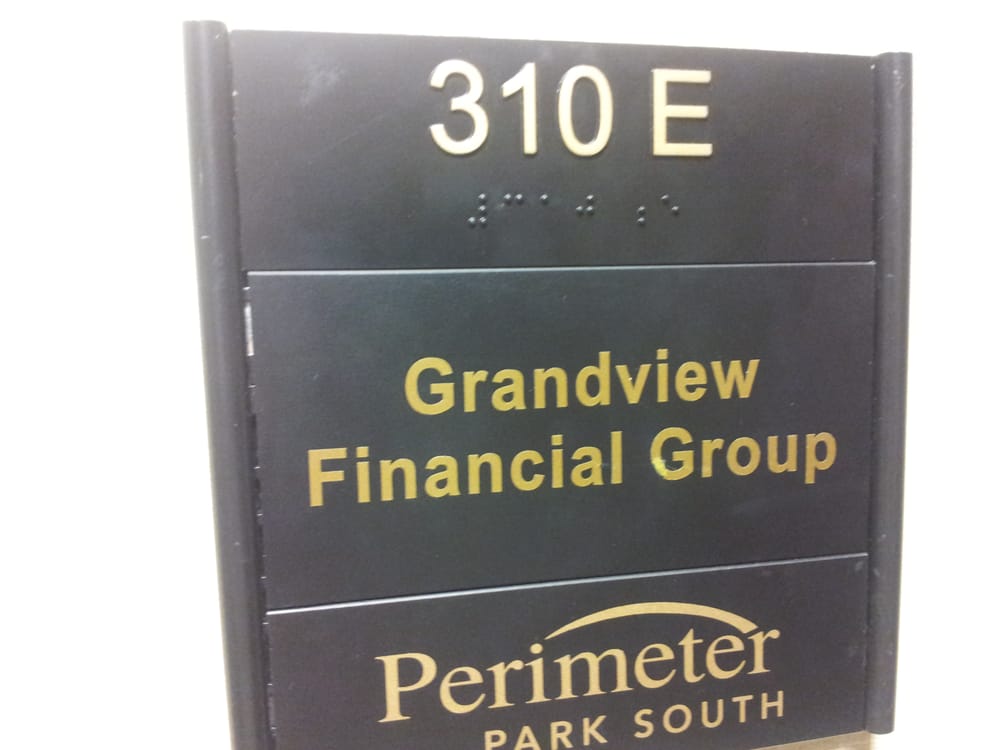 310 E
⠼⠉⠁⠚ ⠰⠑
Grandview
Financial Group
Perimeter
PARK SOUTH